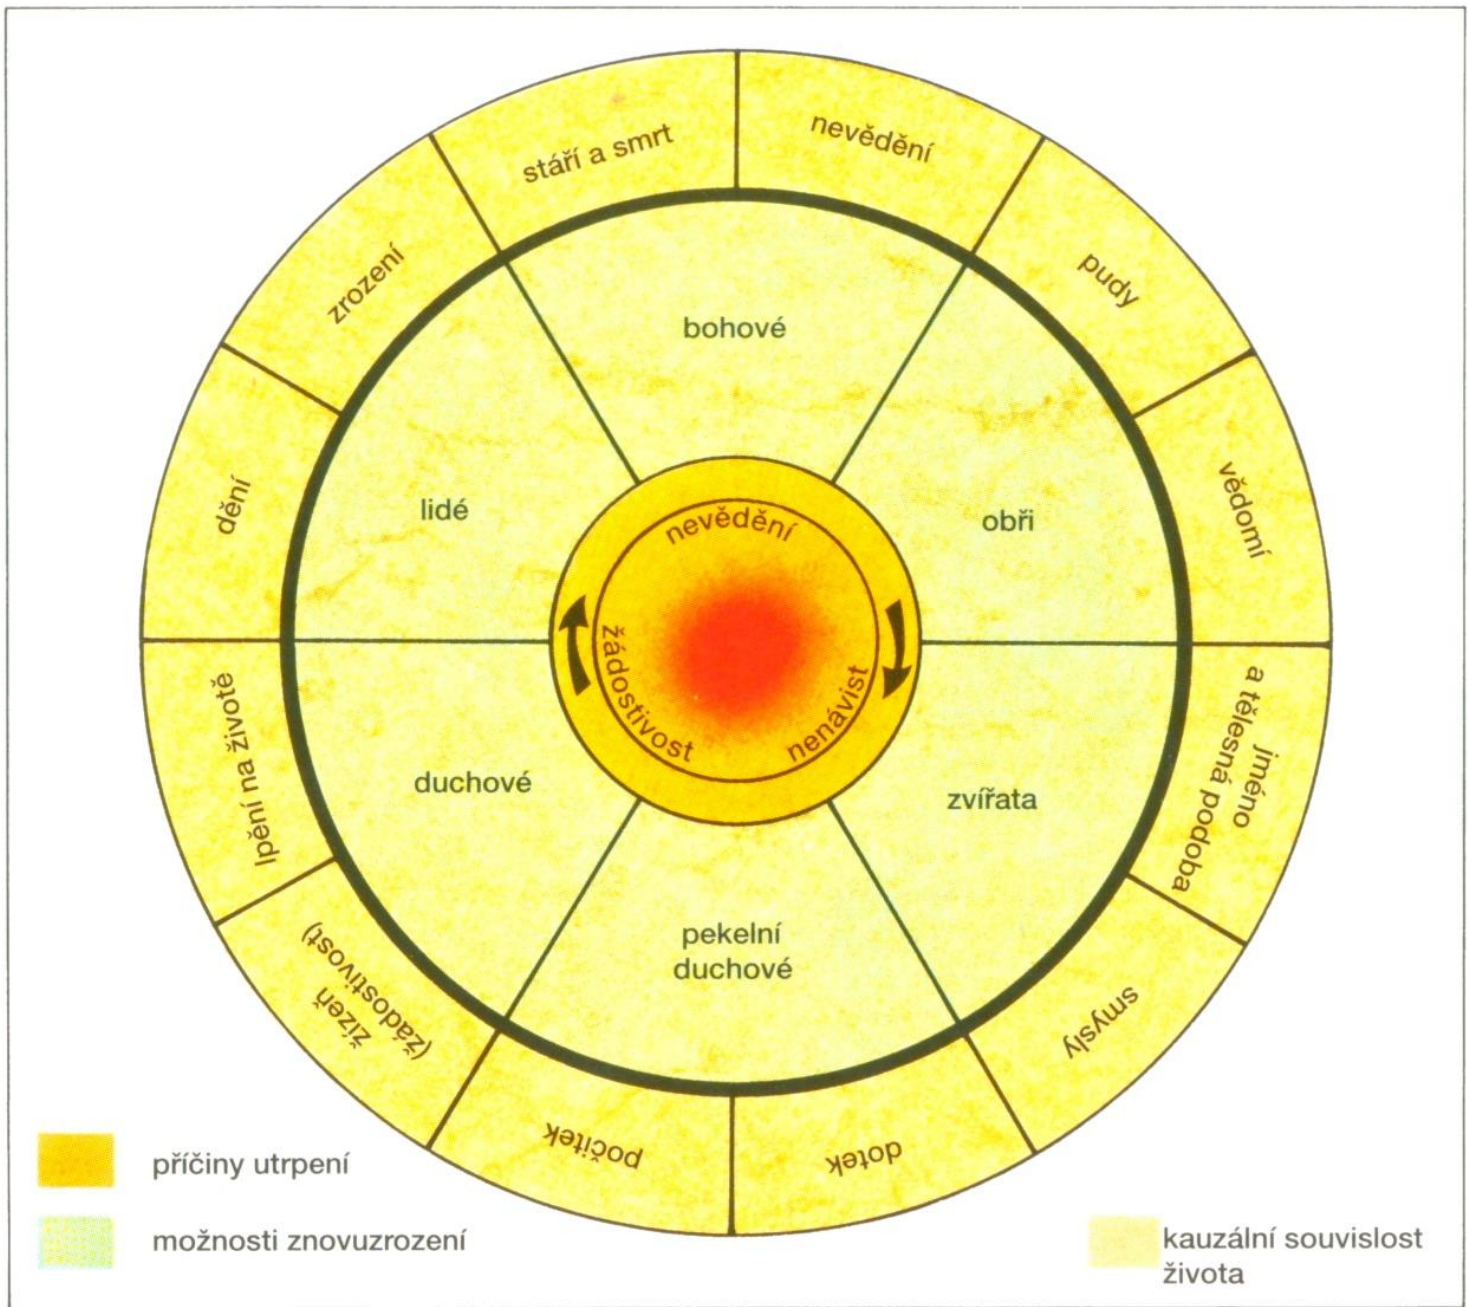 nevědění
pudy
vědomí
jméno
a tělesná podoba
smysly
dotek
počitek
žízeň
(žádostivost)
lpění na životě
dění
zrození
stáří a smrt
bohové
obři
zvířata
pekelní
duchové
duchové
lidé
nevědění
nenávist
žádostivost
příčiny utrpení
možnosti znovuzrození
kauzální souvislost
života